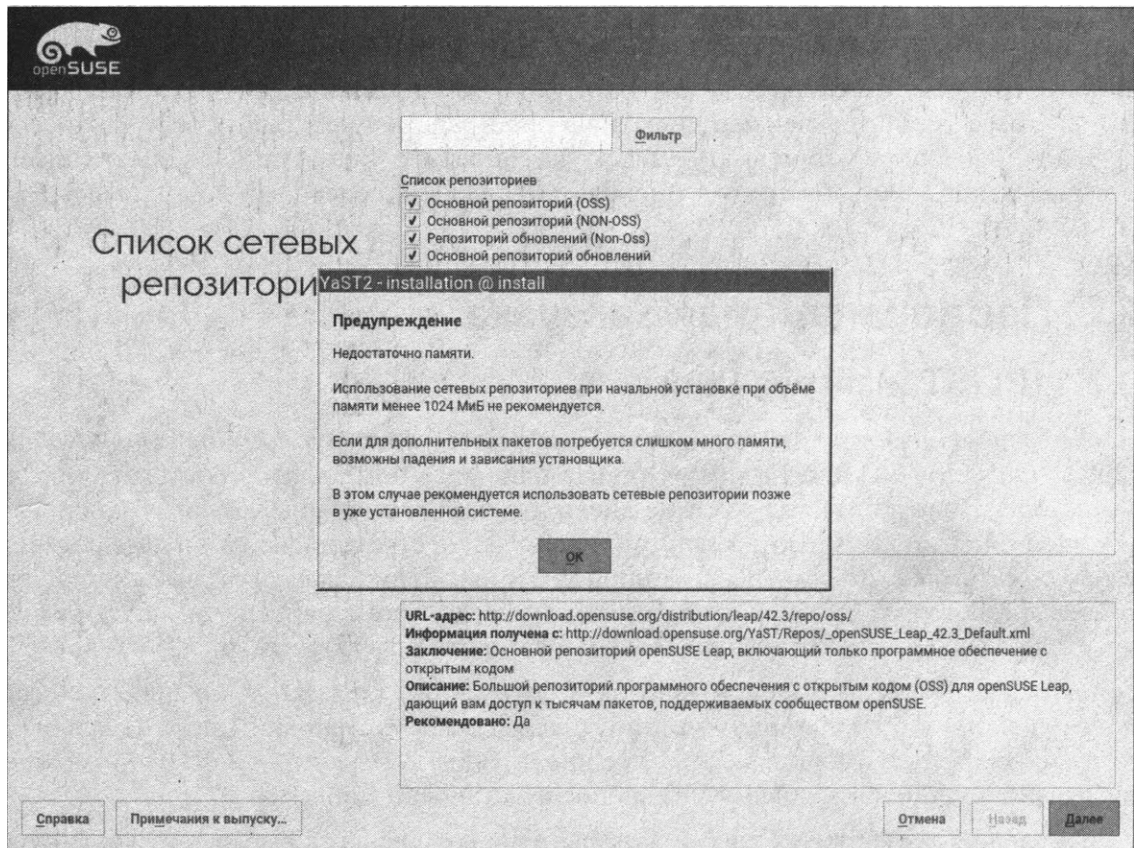 openSUSE
Фильтр
Список репозиториев
Основной репозиторий (OSS)
Основной репозиторий (NON-OSS)
Репозиторий обновлений (Non-Oss)
Основной репозиторий обновлений
Список сетевых
репозитори
YaST2 - installation @ install
Предупреждение
Недостаточно памяти.
Использование сетевых репозиториев при начальной установке при объёме
памяти менее 1024 МиБ не рекомендуется.
Если для дополнительных пакетов потребуется слишком много памяти,
возможны падения и зависания установщика.
В этом случае рекомендуется использовать сетевые репозитории позже
в уже установленной системе.
OK
URL-адрес: http://download.opensuse.org/distribution/leap/42.3/repo/oss/
Информация получена с: http://download.opensuse.org/YaST/Repos/_openSUSE_Leap_42.3_Default.xml
Заключение: Основной репозиторий openSUSE Leap, включающий только программное обеспечение с
открытым кодом
Описание: Большой репозиторий программного обеспечения с открытым кодом (OSS) для openSUSE Leap,
дающий вам доступ к тысячам пакетов, поддерживаемых сообществом openSUSE.
Рекомендовано: Да
Справка
Примечания к выпуску...
Отмена
Назад
Далее